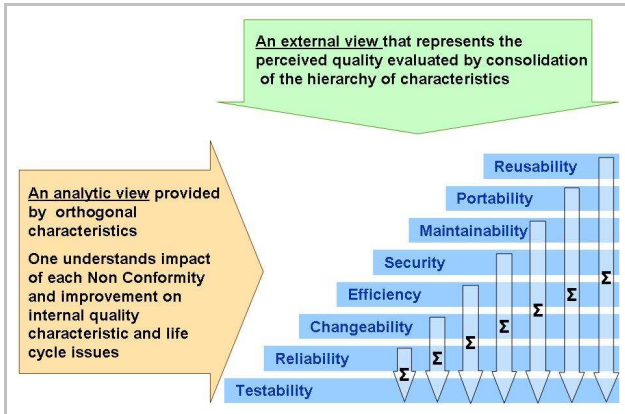 An external view that represents the
perceived quality evaluated by consolidation
of the hierarchy of characteristics
An analytic view provided
by orthogonal
characteristics
One understands impact
of each Non Conformity
and improvement on
internal quality
characteristic and life
cycle issues
Reusability
Portability
Maintainability
Security
Efficiency
Changeability
Reliability
Testability
Σ
Σ
Σ
Σ
Σ
Σ
Σ